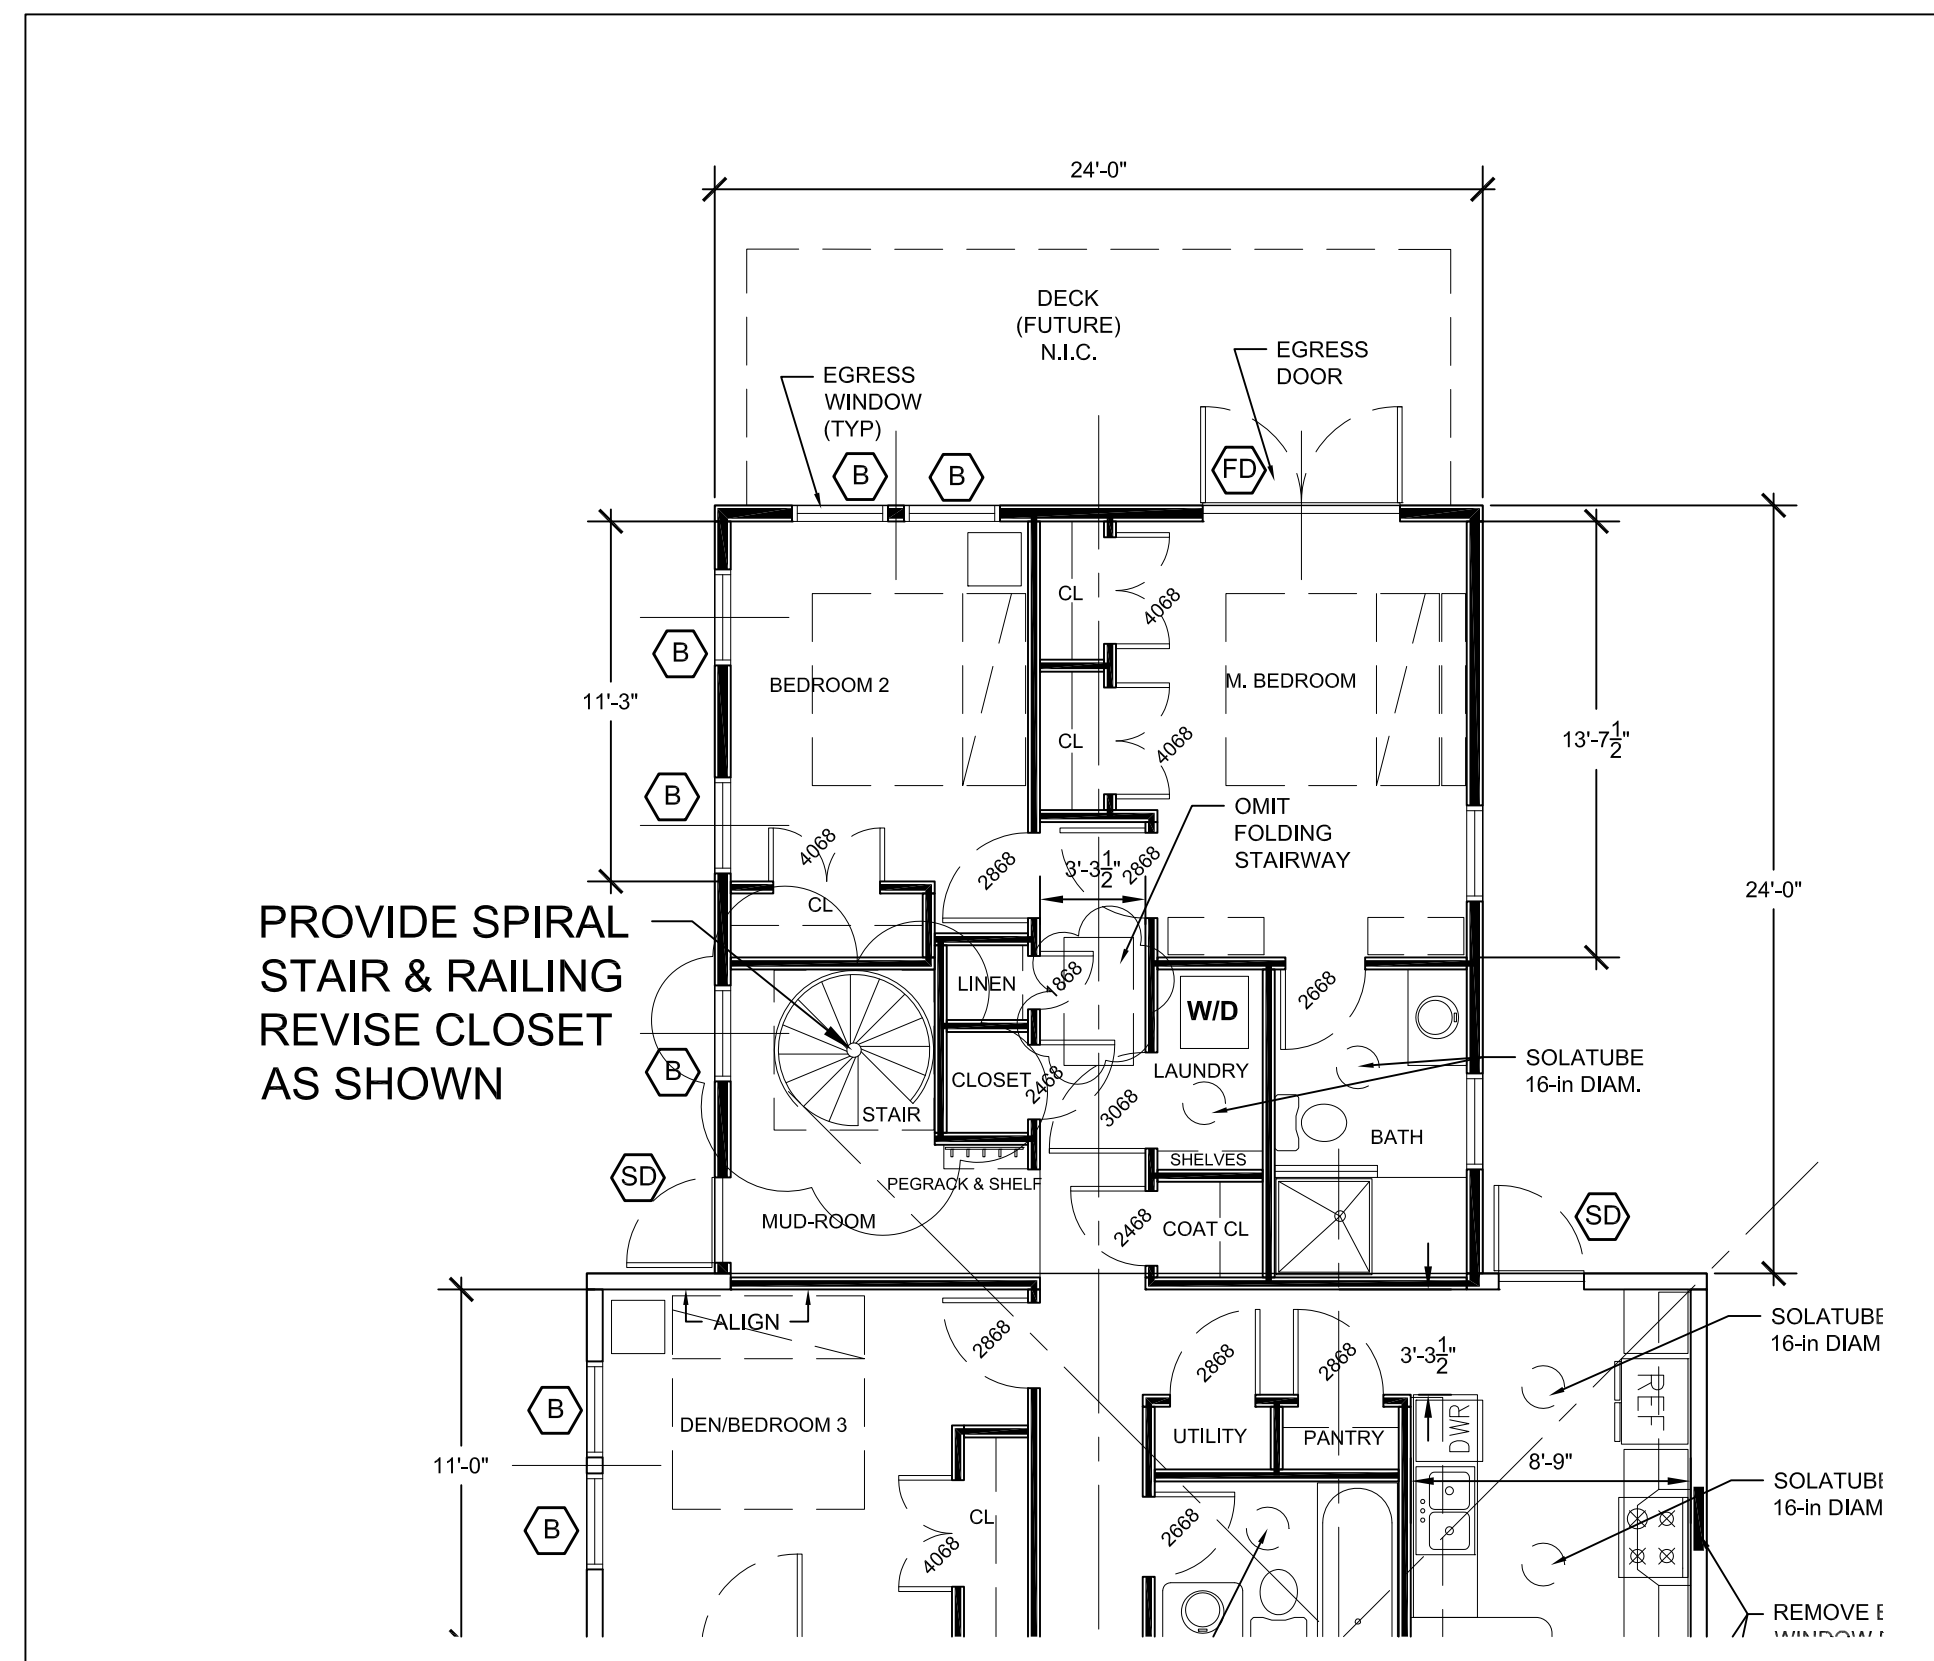 24'-0"
DECK
(FUTURE)
N.I.C.
EGRESS
WINDOW
(TYP)
EGRESS
DOOR
B
B
FD
CL
4068
B
BEDROOM 2
M. BEDROOM
11'-3"
13'-7 1/2"
CL
4068
B
OMIT
FOLDING
STAIRWAY
4068
2868
3'-3 1/2"
2868
24'-0"
CL
PROVIDE SPIRAL
STAIR & RAILING
REVISE CLOSET
AS SHOWN
LINEN
1868
W/D
2668
B
CLOSET
2468
LAUNDRY
SOLATUBE
16-in DIAM.
STAIR
3068
BATH
SHELVES
SD
PEGRACK & SHELF
MUD-ROOM
2468
COAT CL
SD
ALIGN
2868
2868
2868
3'-3 1/2"
SOLATUBE
16-in DIAM
REF
B
DEN/BEDROOM 3
UTILITY
PANTRY
DWR
11'-0"
8'-9"
SOLATUBE
16-in DIAM
B
CL
4068
2668
REMOVE
WINDOW